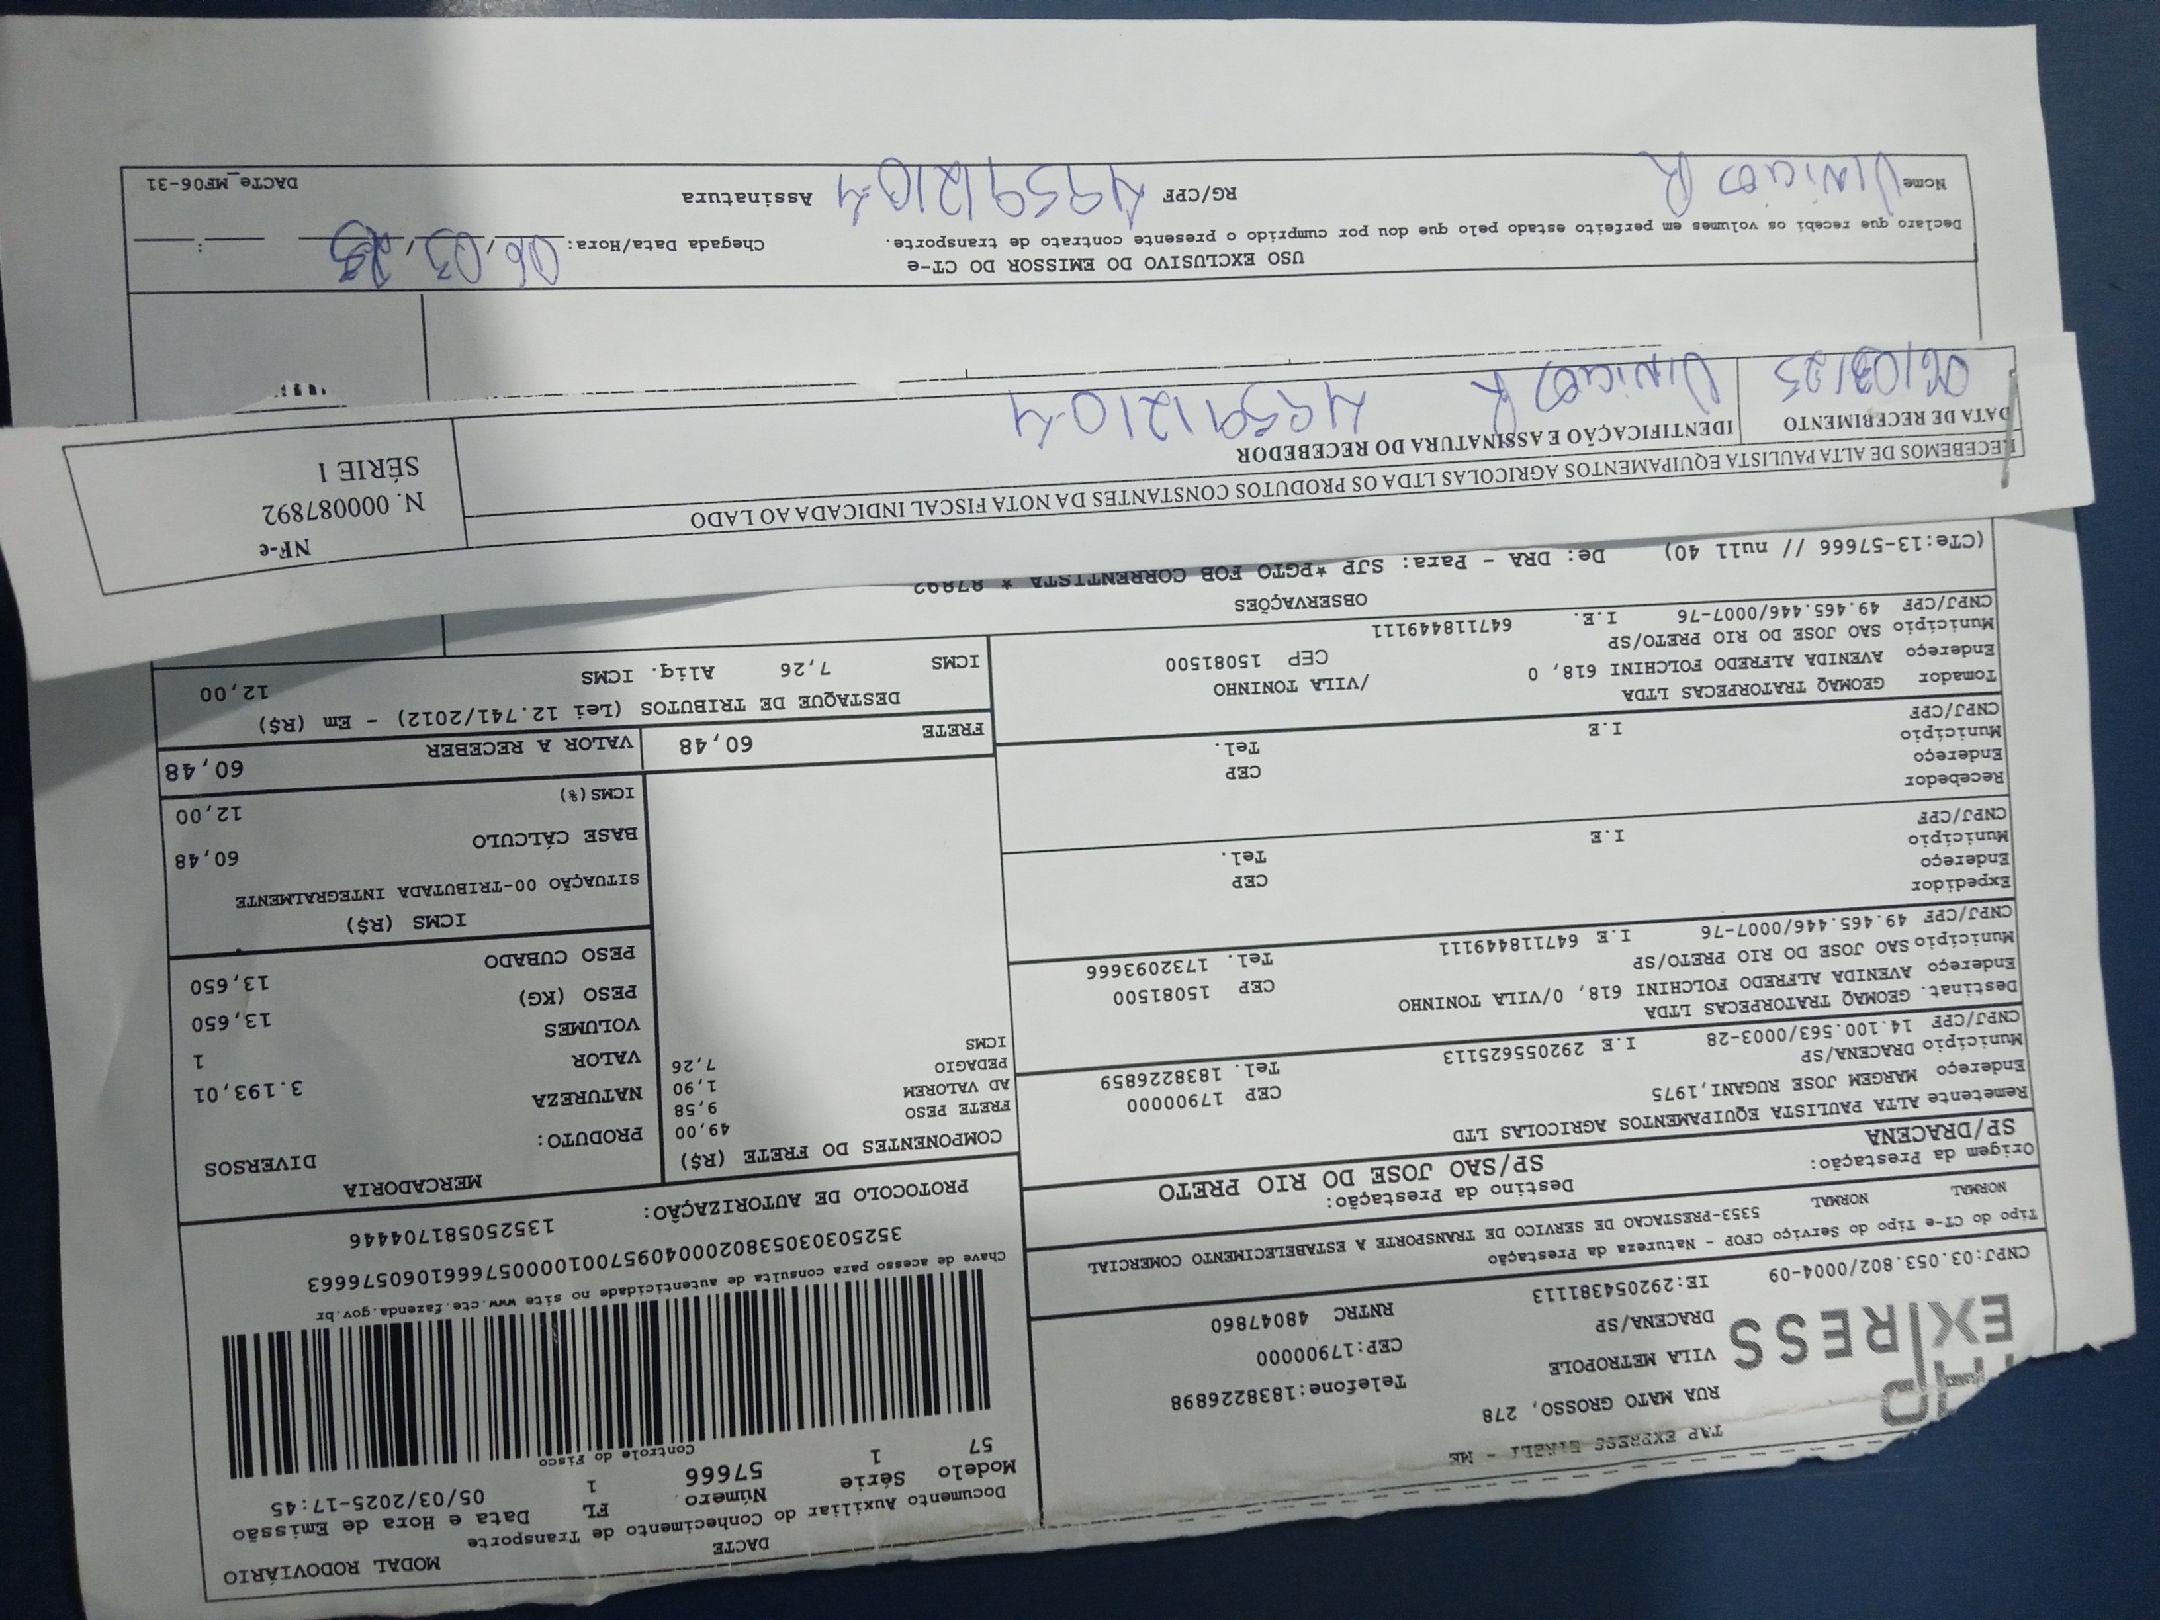 DACTE
MODAL RODOVIÁRIO
Documento Auxiliar do Conhecimento de Transporte
Modelo Série Número FL Data e Hora de Emissão
57 1 57666 1 05/03/2025-17:45
Controle do Fisco
Chave de acesso para consulta de autenticidade no site www.cte.fazenda.gov.br
35250303053802000409570010000576661060576663
PROTOCOLO DE AUTORIZAÇÃO: 135250581704446
TAP EXPRESS EIRELI - ME
RUA MATO GROSSO, 278
VILA METROPOLE
DRACENA/SP
Telefone:1838226898
CEP:17900000
RNTRC 48047860
EXPRESS
CNPJ:03.053.802/0004-09 IE:292054381113
Tipo do CT-e Tipo do Serviço CFOP - Natureza da Prestação
NORMAL NORMAL 5353-PRESTACAO DE SERVICO DE TRANSPORTE A ESTABELECIMENTO COMERCIAL
Origem da Prestação: Destino da Prestação:
SP/DRACENA SP/SAO JOSE DO RIO PRETO
Remetente ALTA PAULISTA EQUIPAMENTOS AGRICOLAS LTD
Endereço MARGEM JOSE RUGANI,1975 CEP 17900000
Município DRACENA/SP Tel. 1838226859
CNPJ/CPF 14.100.563/0003-28 I.E 292055625113
Destinat. GEOMAQ TRATORPECAS LTDA
Endereço AVENIDA ALFREDO FOLCHINI 618, 0/VILA TONINHO CEP 15081500
Município SAO JOSE DO RIO PRETO/SP Tel. 1732093666
CNPJ/CPF 49.465.446/0007-76 I.E 647118449111
Expedidor
Endereço CEP
Município Tel.
CNPJ/CPF I.E
Recebedor
Endereço CEP
Município Tel.
CNPJ/CPF I.E
Tomador GEOMAQ TRATORPECAS LTDA
Endereço AVENIDA ALFREDO FOLCHINI 618, 0 /VILA TONINHO
Município SAO JOSE DO RIO PRETO/SP CEP 15081500
CNPJ/CPF 49.465.446/0007-76 I.E. 647118449111
COMPONENTES DO FRETE (R$)
FRETE PESO 49,00
AD VALOREM 9,58
PEDAGIO 1,90
ICMS 7,26
MERCADORIA
PRODUTO: DIVERSOS
NATUREZA
VALOR 3.193,01
VOLUMES 1
PESO (KG) 13,650
PESO CUBADO 13,650
ICMS (R$)
SITUAÇÃO 00-TRIBUTADA INTEGRALMENTE
BASE CÁLCULO 60,48
ICMS(%) 12,00
FRETE 60,48 VALOR A RECEBER 60,48
DESTAQUE DE TRIBUTOS (Lei 12.741/2012) - Em (R$)
ICMS 7,26 Aliq. ICMS 12,00
OBSERVAÇÕES
(CTe:13-57666 // null 40) De: DRA - Para: SJP *PGTO FOB CORRENTISTA * 87892
RECEBEMOS DE ALTA PAULISTA EQUIPAMENTOS AGRICOLAS LTDA OS PRODUTOS CONSTANTES DA NOTA FISCAL INDICADA AO LADO
DATA DE RECEBIMENTO IDENTIFICAÇÃO E ASSINATURA DO RECEBEDOR
06/03/25 Vinicios R 49591210-4
NF-e
N. 000087892
SÉRIE 1
USO EXCLUSIVO DO EMISSOR DO CT-e
Declaro que recebi os volumes em perfeito estado pelo que dou por cumprido o presente contrato de transporte.
Chegada Data/Hora: 06/03/25 :
Nome Vinicios R RG/CPF 49591210-4 Assinatura
DACTe_MF06-31